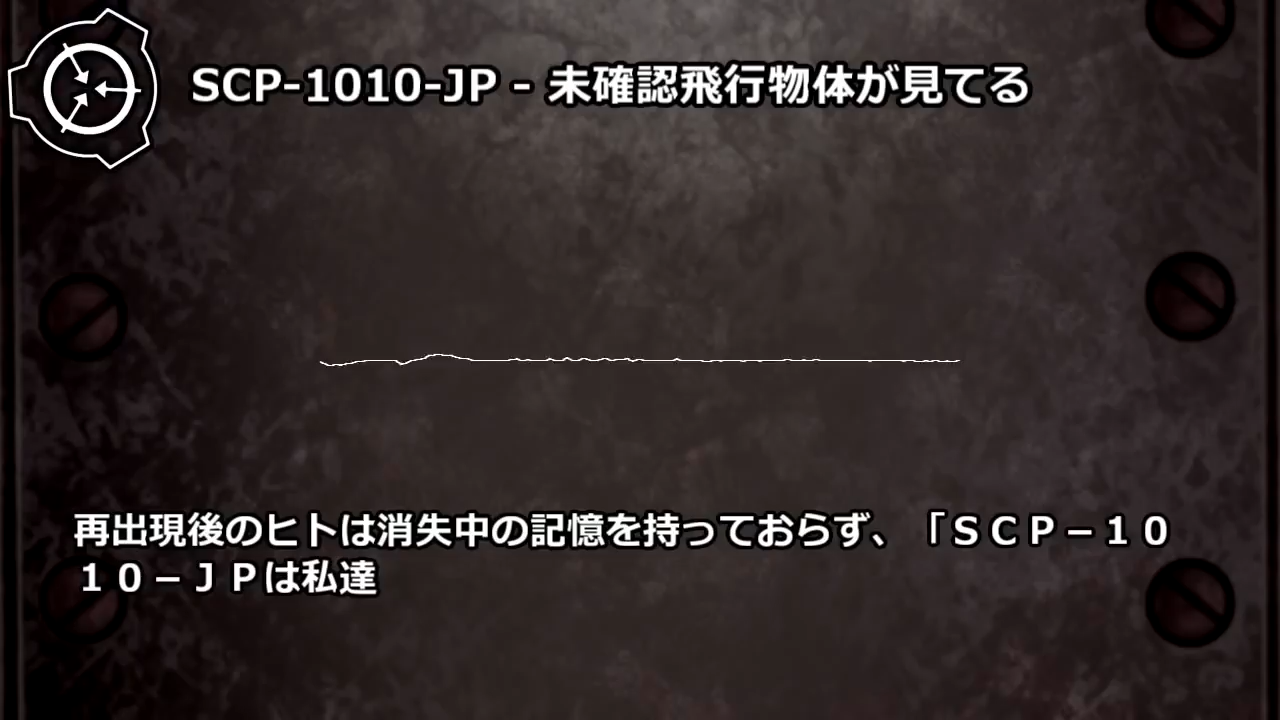 SCP-1010-JP - 未確認飛行物体が見てる
再出現後のヒトは消失中の記憶を持っておらず、「ＳＣＰ−１０
１０−ＪＰは私達